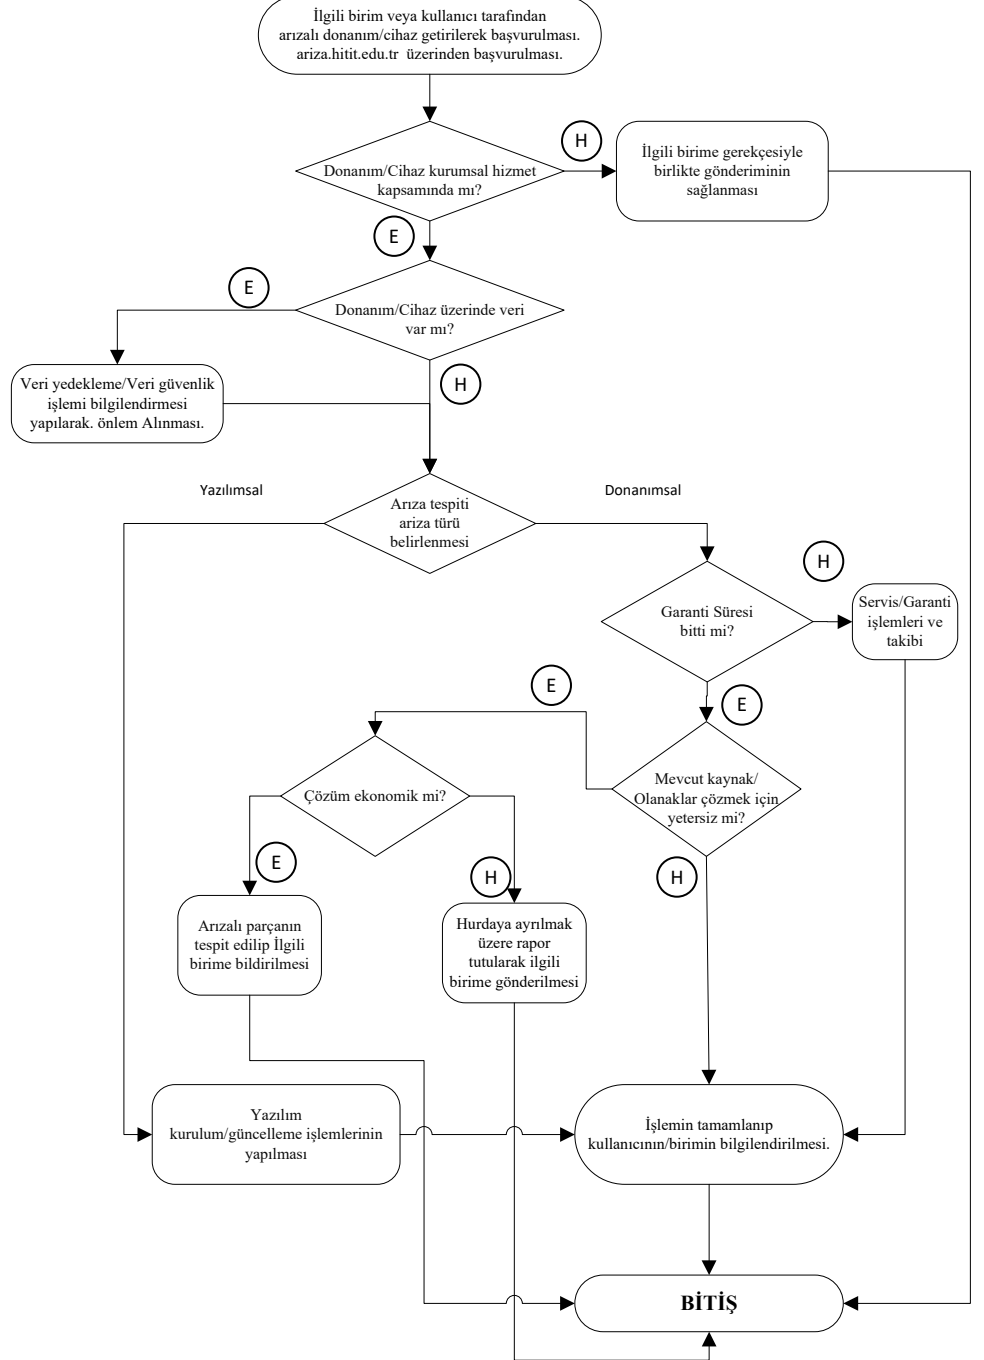 İlgili birim veya kullanıcı tarafından
arızalı donanım/cihaz getirilerek başvurulması.
ariza.hitit.edu.tr üzerinden başvurulması.
Donanım/Cihaz kurumsal hizmet
kapsamında mı?
H
İlgili birime gerekçesiyle
birlikte gönderiminin
sağlanması
E
Donanım/Cihaz üzerinde veri
var mı?
E
H
Veri yedekleme/Veri güvenlik
işlemi bilgilendirmesi
yapılarak. önlem Alınması.
Yazılımsal
Arıza tespiti
ariza türü
belirlenmesi
Donanımsal
Garanti Süresi
bitti mi?
H
Servis/Garanti
işlemleri ve
takibi
E
Mevcut kaynak/
Olanaklar çözmek için
yetersiz mi?
E
H
Çözüm ekonomik mi?
E
H
Arızalı parçanın
tespit edilip İlgili
birime bildirilmesi
Hurdaya ayrılmak
üzere rapor
tutularak ilgili
birime gönderilmesi
Yazılım
kurulum/güncelleme işlemlerinin
yapılması
İşlemin tamamlanıp
kullanıcının/birimin bilgilendirilmesi.
BİTİŞ